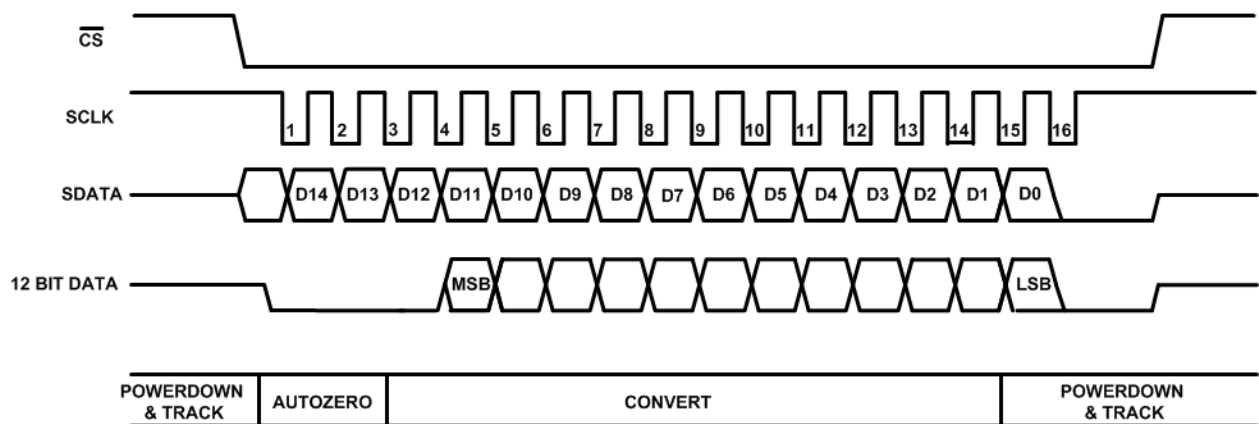 CS
SCLK
1 2 3 4 5 6 7 8 9 10 11 12 13 14 15 16
SDATA
D14 D13 D12 D11 D10 D9 D8 D7 D6 D5 D4 D3 D2 D1 D0
12 BIT DATA
MSB LSB
POWERDOWN
& TRACK
AUTOZERO
CONVERT
POWERDOWN
& TRACK